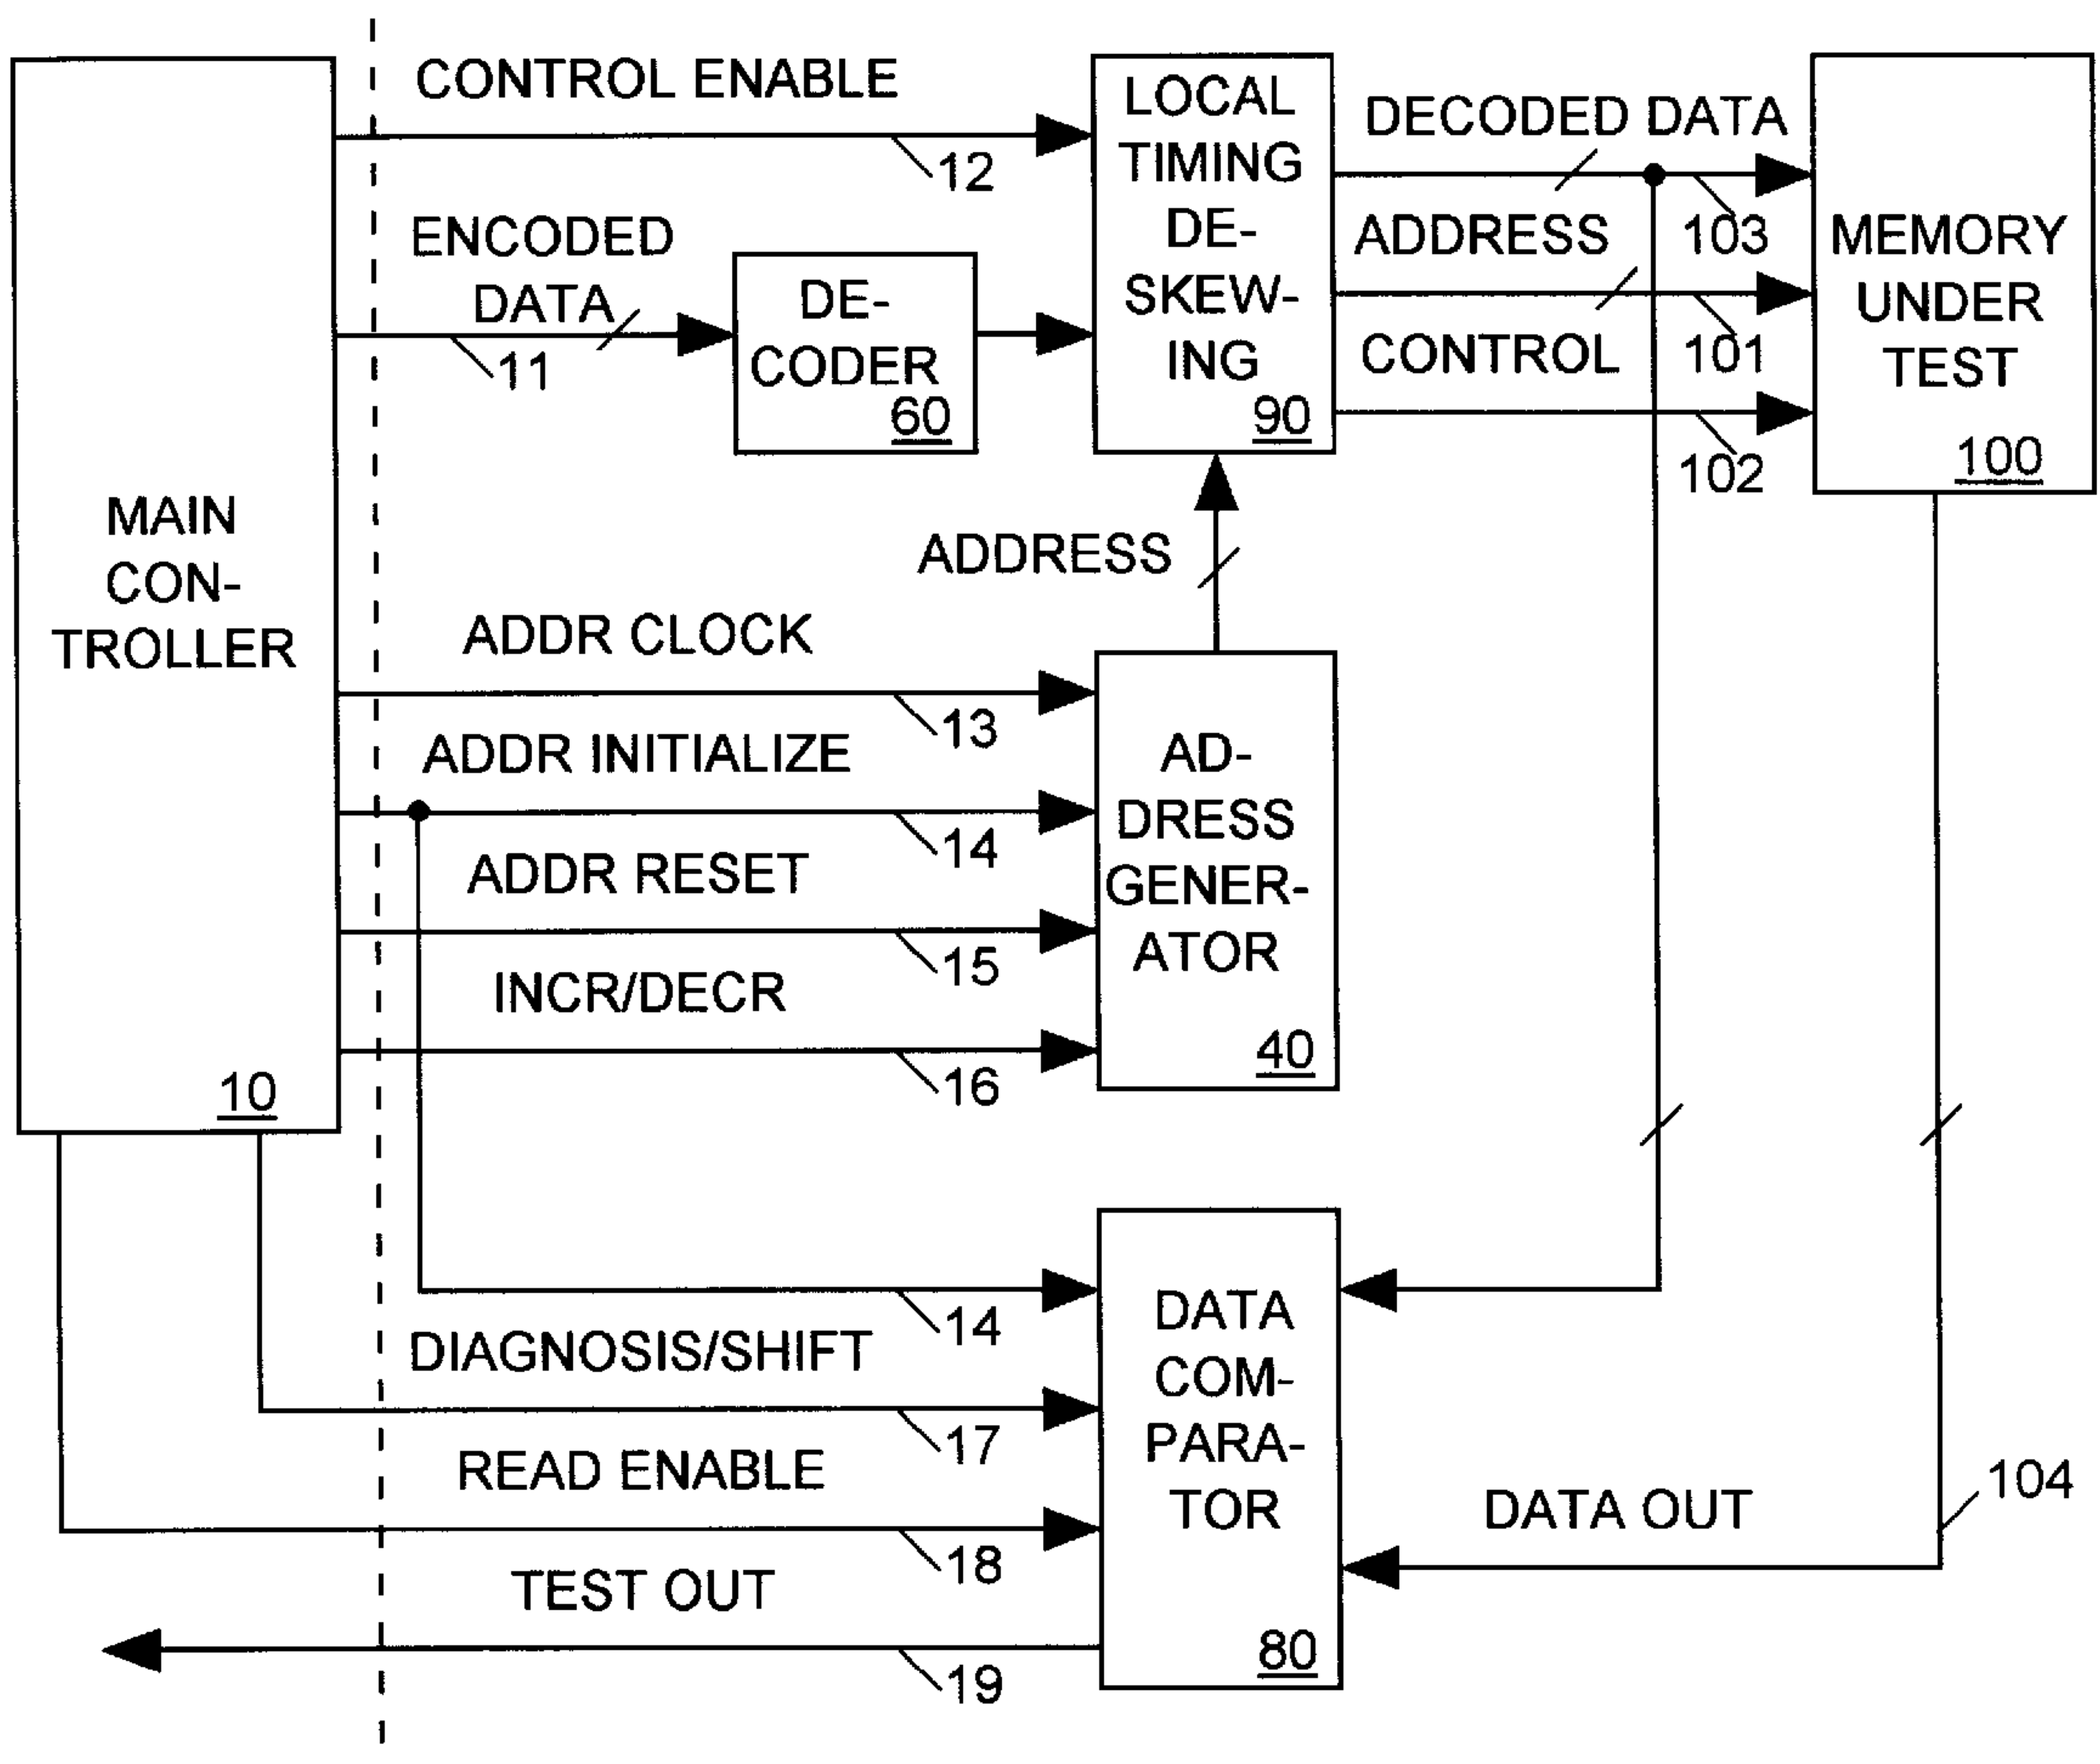 MAIN
CON-
TROLLER
10
CONTROL ENABLE
12
ENCODED
DATA
11
DE-
CODER
60
LOCAL
TIMING
DE-
SKEW-
ING
90
DECODED DATA
103
ADDRESS
101
CONTROL
102
MEMORY
UNDER
TEST
100
ADDRESS
ADDR CLOCK
13
ADDR INITIALIZE
14
ADDR RESET
15
INCR/DECR
16
AD-
DRESS
GENER-
ATOR
40
14
DIAGNOSIS/SHIFT
17
READ ENABLE
18
TEST OUT
19
DATA
COM-
PARA-
TOR
80
DATA OUT
104